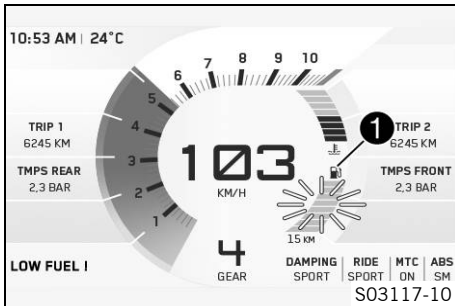 10:53 AM | 24°C
1
2
3
4
5
6
7
8
9
10
1
TRIP 1
6245 KM
TRIP 2
6245 KM
TMPS REAR
2,3 BAR
103
KM/H
TMPS FRONT
2,3 BAR
15 KM
LOW FUEL !
4
GEAR
DAMPING
SPORT
RIDE
SPORT
MTC
ON
ABS
SM
S03117-10